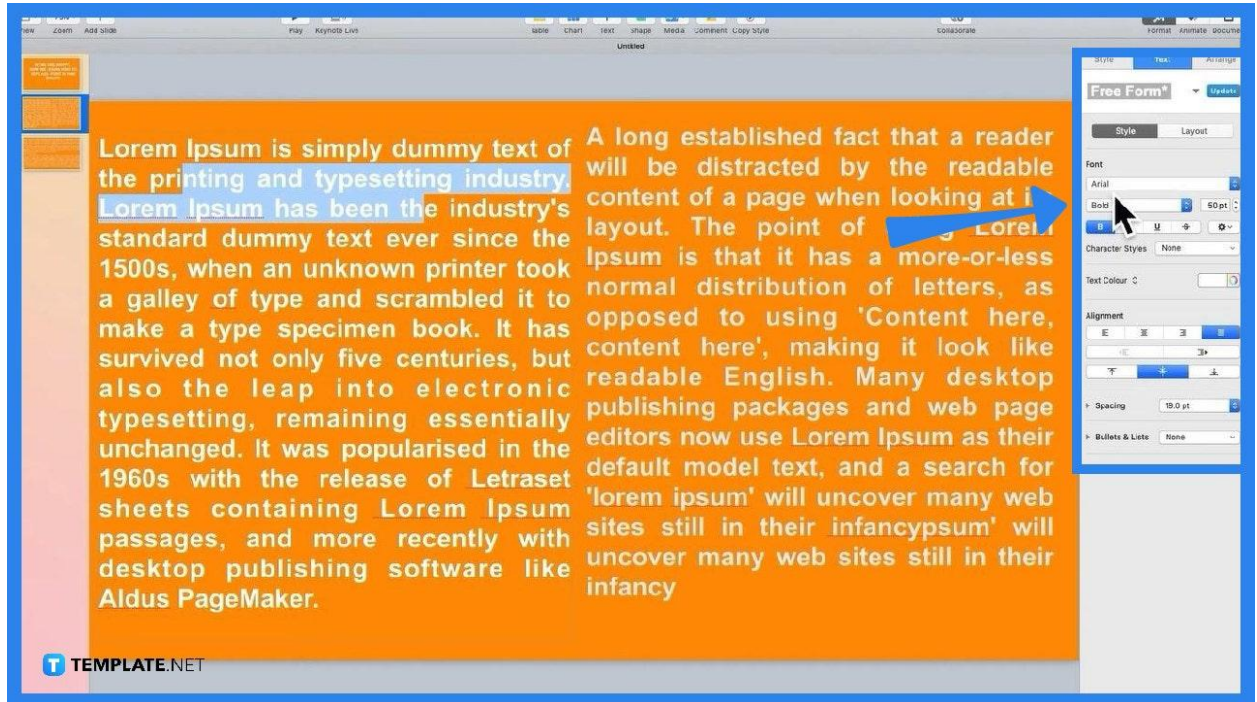 View Zoom Add Slide Play Keynote Live Table Chart Text Shape Media Comment Copy Style Collaborate Format Animate Docume
Untitled
Style Text Arrange
Free Form* Update
Style Layout
Font
Arial
Bold 50 pt
B U S
Character Styles None
Text Colour
Alignment
Spacing 19.0 pt
Bullets & Lists None
Lorem Ipsum is simply dummy text of
the printing and typesetting industry.
Lorem Ipsum has been the industry's
standard dummy text ever since the
1500s, when an unknown printer took
a galley of type and scrambled it to
make a type specimen book. It has
survived not only five centuries, but
also the leap into electronic
typesetting, remaining essentially
unchanged. It was popularised in the
1960s with the release of Letraset
sheets containing Lorem Ipsum
passages, and more recently with
desktop publishing software like
Aldus PageMaker.
A long established fact that a reader
will be distracted by the readable
content of a page when looking at
layout. The point of Lorem
Ipsum is that it has a more-or-less
normal distribution of letters, as
opposed to using 'Content here,
content here', making it look like
readable English. Many desktop
publishing packages and web page
editors now use Lorem Ipsum as their
default model text, and a search for
'lorem ipsum' will uncover many web
sites still in their infancypsum' will
uncover many web sites still in their
infancy
T TEMPLATE.NET